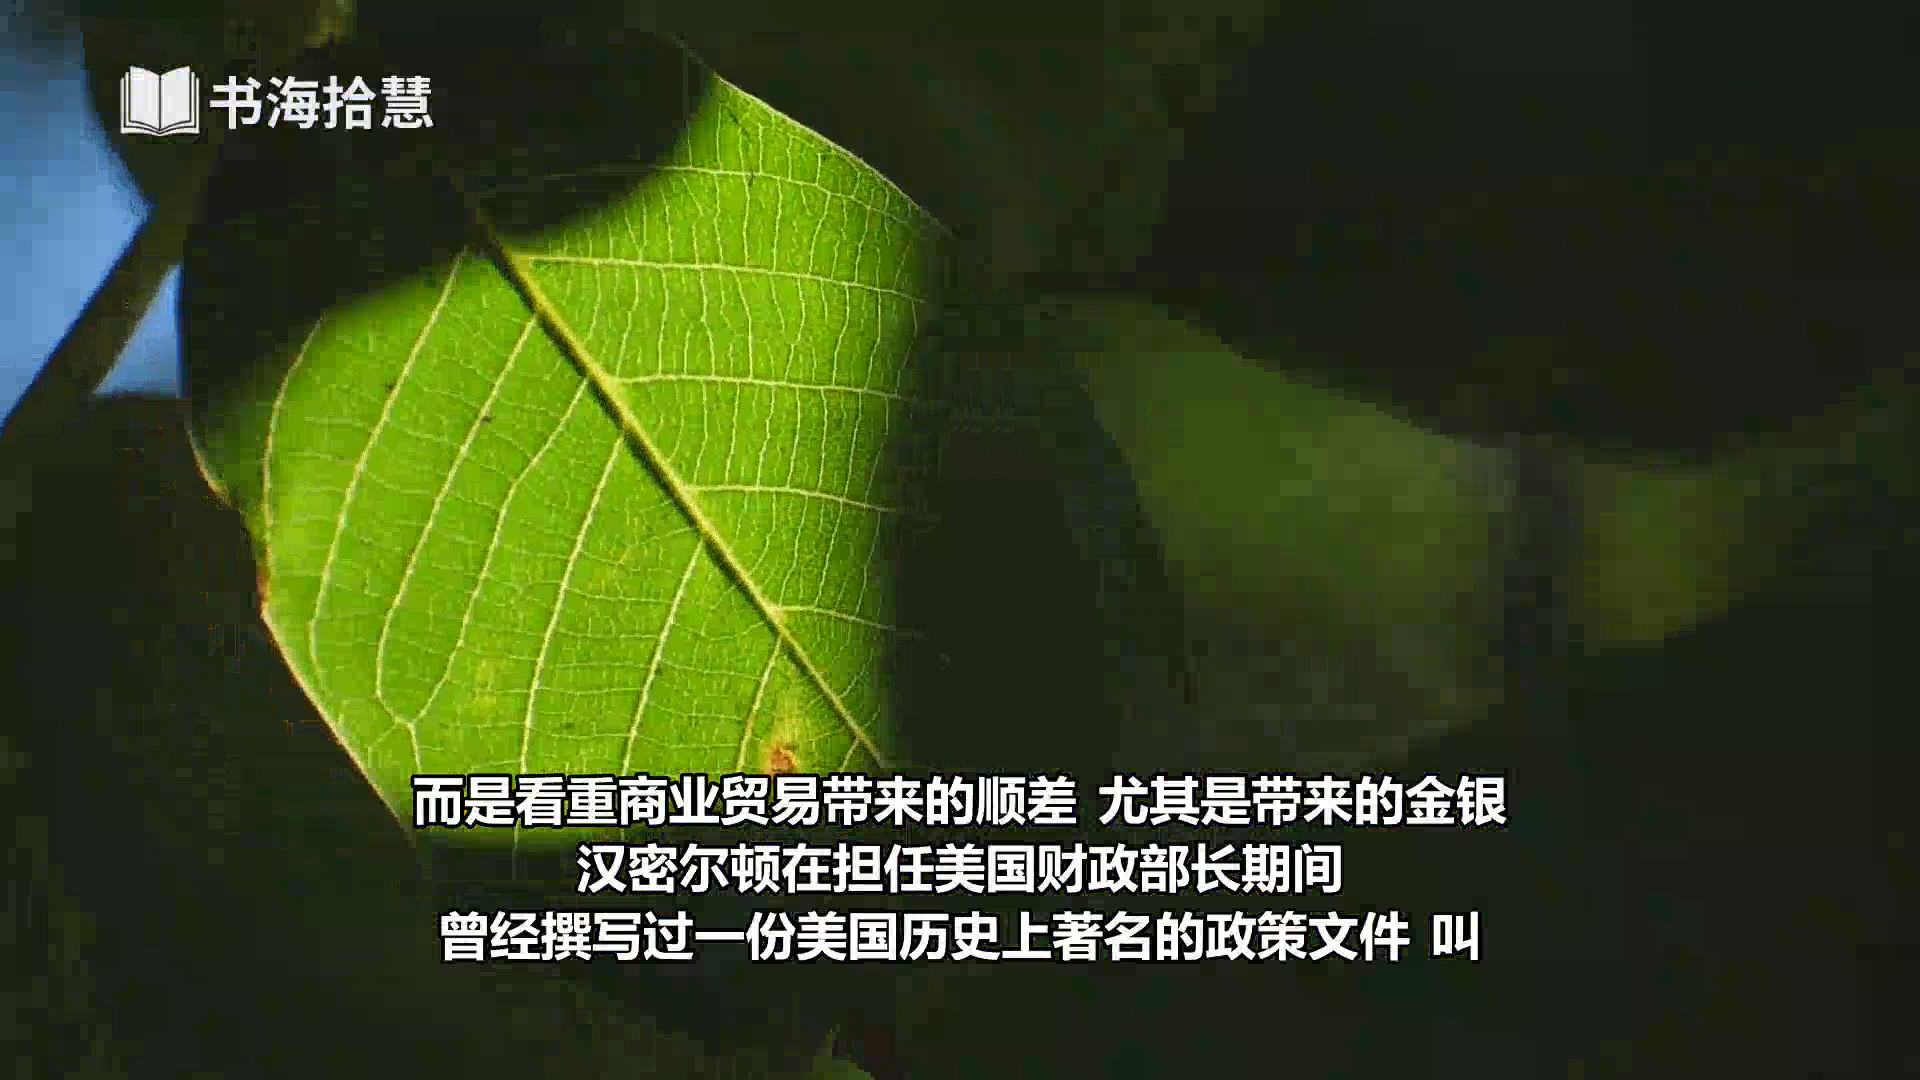 书海拾慧
而是看重商业贸易带来的顺差 尤其是带来的金银
汉密尔顿在担任美国财政部长期间
曾经撰写过一份美国历史上著名的政策文件 叫